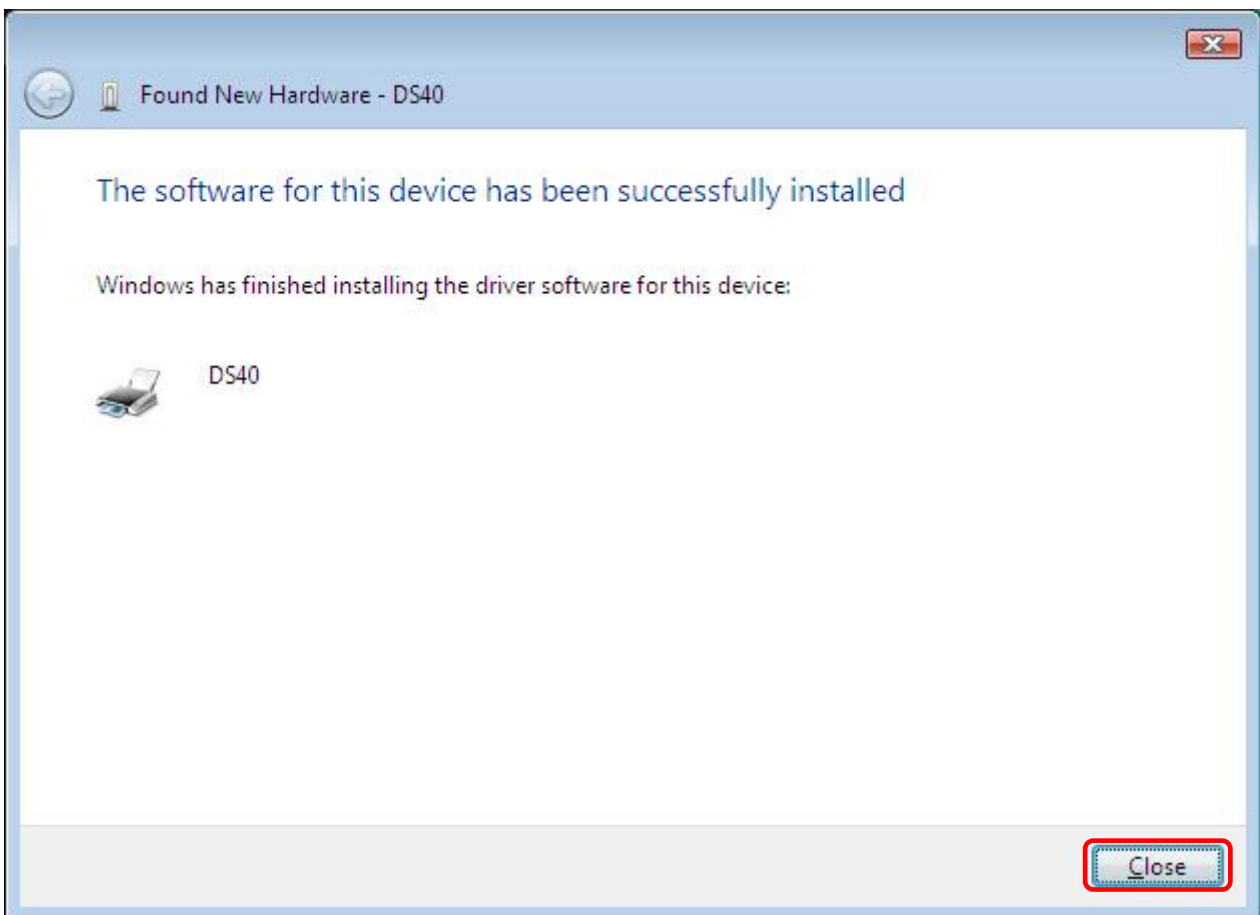 Found New Hardware - DS40
The software for this device has been successfully installed
Windows has finished installing the driver software for this device:
DS40
Close